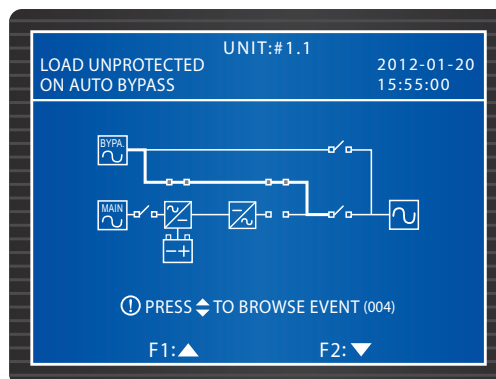 UNIT:#1.1
LOAD UNPROTECTED
ON AUTO BYPASS
2012-01-20
15:55:00
BYPA.
MAIN
PRESS TO BROWSE EVENT (004)
F1:
F2: